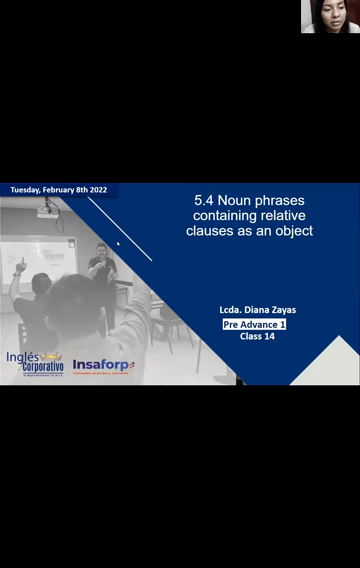 Tuesday, February 8th 2022
5.4 Noun phrases
containing relative
clauses as an object
Lcda. Diana Zayas
Pre Advance 1
Class 14
Inglés
Corporativo
Insaforp